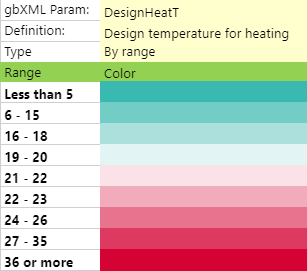 gbXML Param: DesignHeatT
Definition: Design temperature for heating
Type By range
Range Color
Less than 5
6 - 15
16 - 18
19 - 20
21 - 22
22 - 23
24 - 26
27 - 35
36 or more